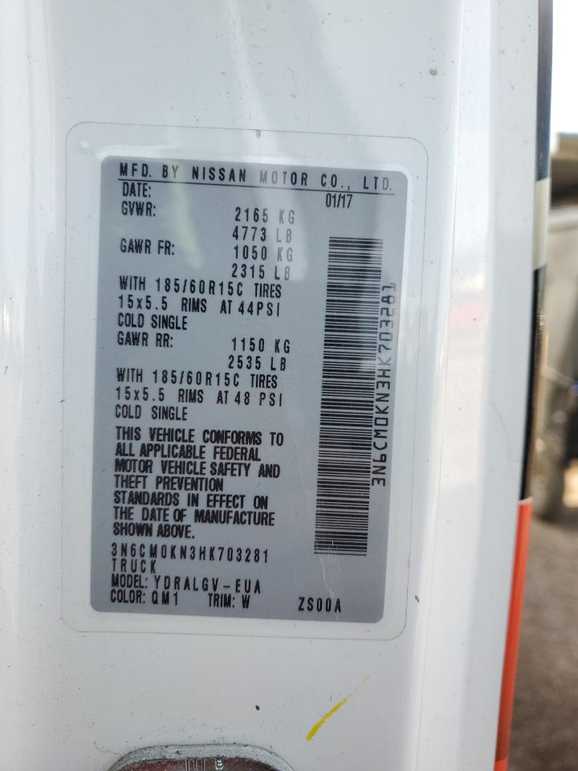 MFD. BY NISSAN MOTOR CO., LTD.
DATE: 01/17
GVWR: 2165 KG
4773 LB
GAWR FR: 1050 KG
2315 LB
WITH 185/60R15C TIRES
15x5.5 RIMS AT 44PSI
COLD SINGLE
GAWR RR: 1150 KG
2535 LB
WITH 185/60R15C TIRES
15x5.5 RIMS AT 48 PSI
COLD SINGLE
THIS VEHICLE CONFORMS TO
ALL APPLICABLE FEDERAL
MOTOR VEHICLE SAFETY AND
THEFT PREVENTION
STANDARDS IN EFFECT ON
THE DATE OF MANUFACTURE
SHOWN ABOVE.
3N6CM0KN3HK703281
TRUCK
MODEL: YDRALGV-EUA
COLOR: QM1 TRIM: W ZS00A
3N6CM0KN3HK703281